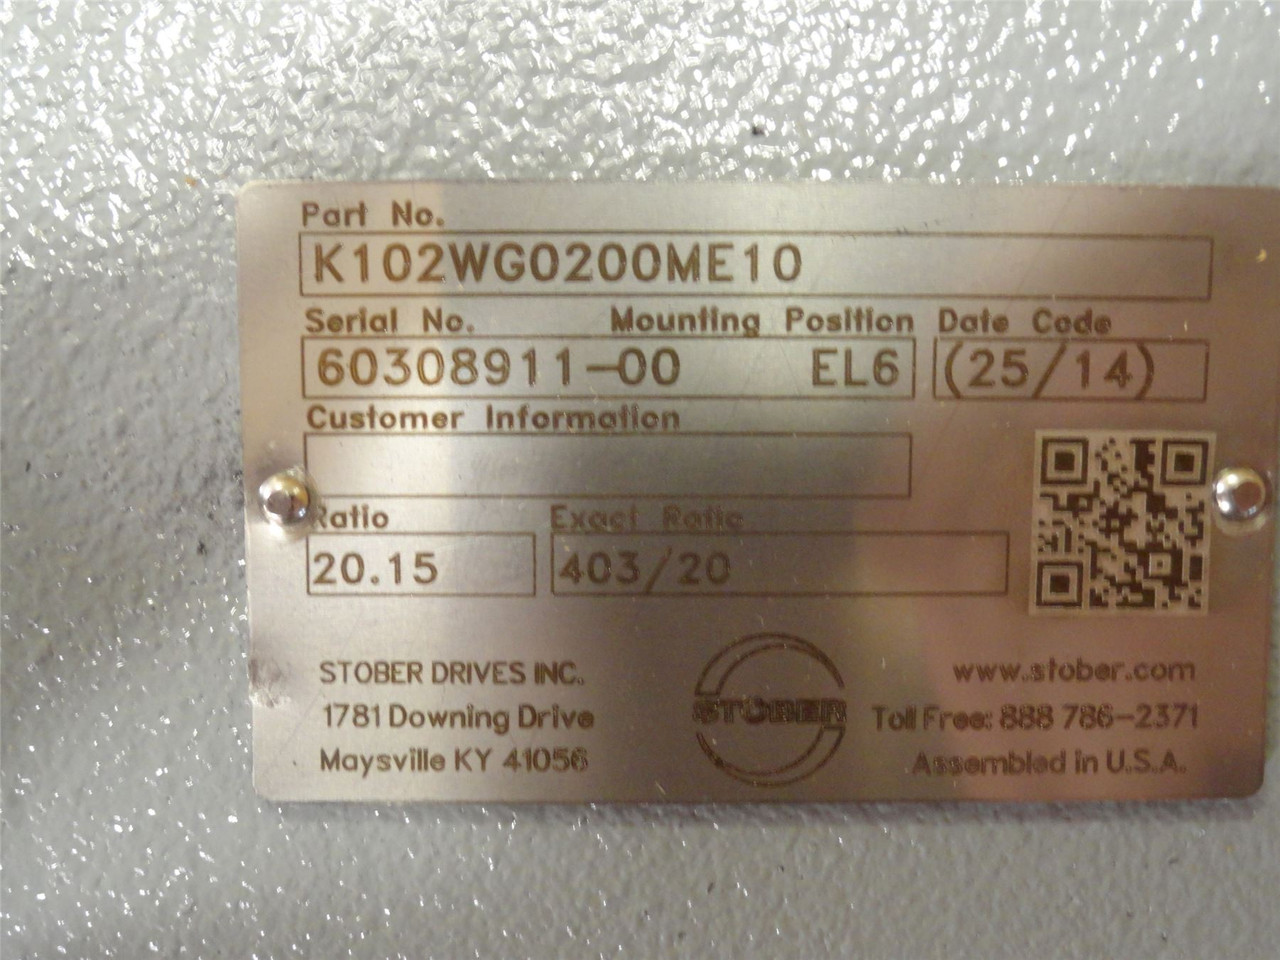 Part No.
K102WG0200ME10
Serial No. Mounting Position Date Code
60308911-00 EL6 (25/14)
Customer Information
Ratio Exact Ratio
20.15 403/20
STOBER DRIVES INC.
1781 Downing Drive
Maysville KY 41056
STÖBER
www.stober.com
Toll Free: 888 786-2371
Assembled in U.S.A.